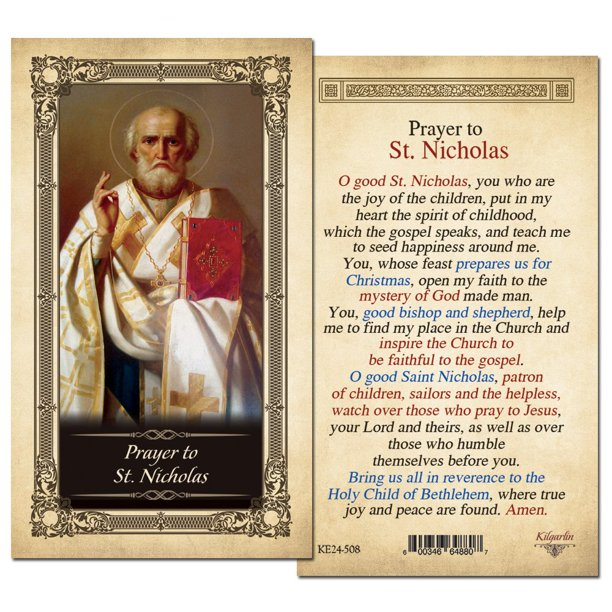 Prayer to
St. Nicholas
Prayer to
St. Nicholas
O good St. Nicholas, you who are
the joy of the children, put in my
heart the spirit of childhood,
which the gospel speaks, and teach me
to seed happiness around me.
You, whose feast prepares us for
Christmas, open my faith to the
mystery of God made man.
You, good bishop and shepherd, help
me to find my place in the Church and
inspire the Church to
be faithful to the gospel.
O good Saint Nicholas, patron
of children, sailors and the helpless,
watch over those who pray to Jesus,
your Lord and theirs, as well as over
those who humble
themselves before you.
Bring us all in reverence to the
Holy Child of Bethlehem, where true
joy and peace are found. Amen.
KE24-508
6 00346 64880 7
Kilgarlin